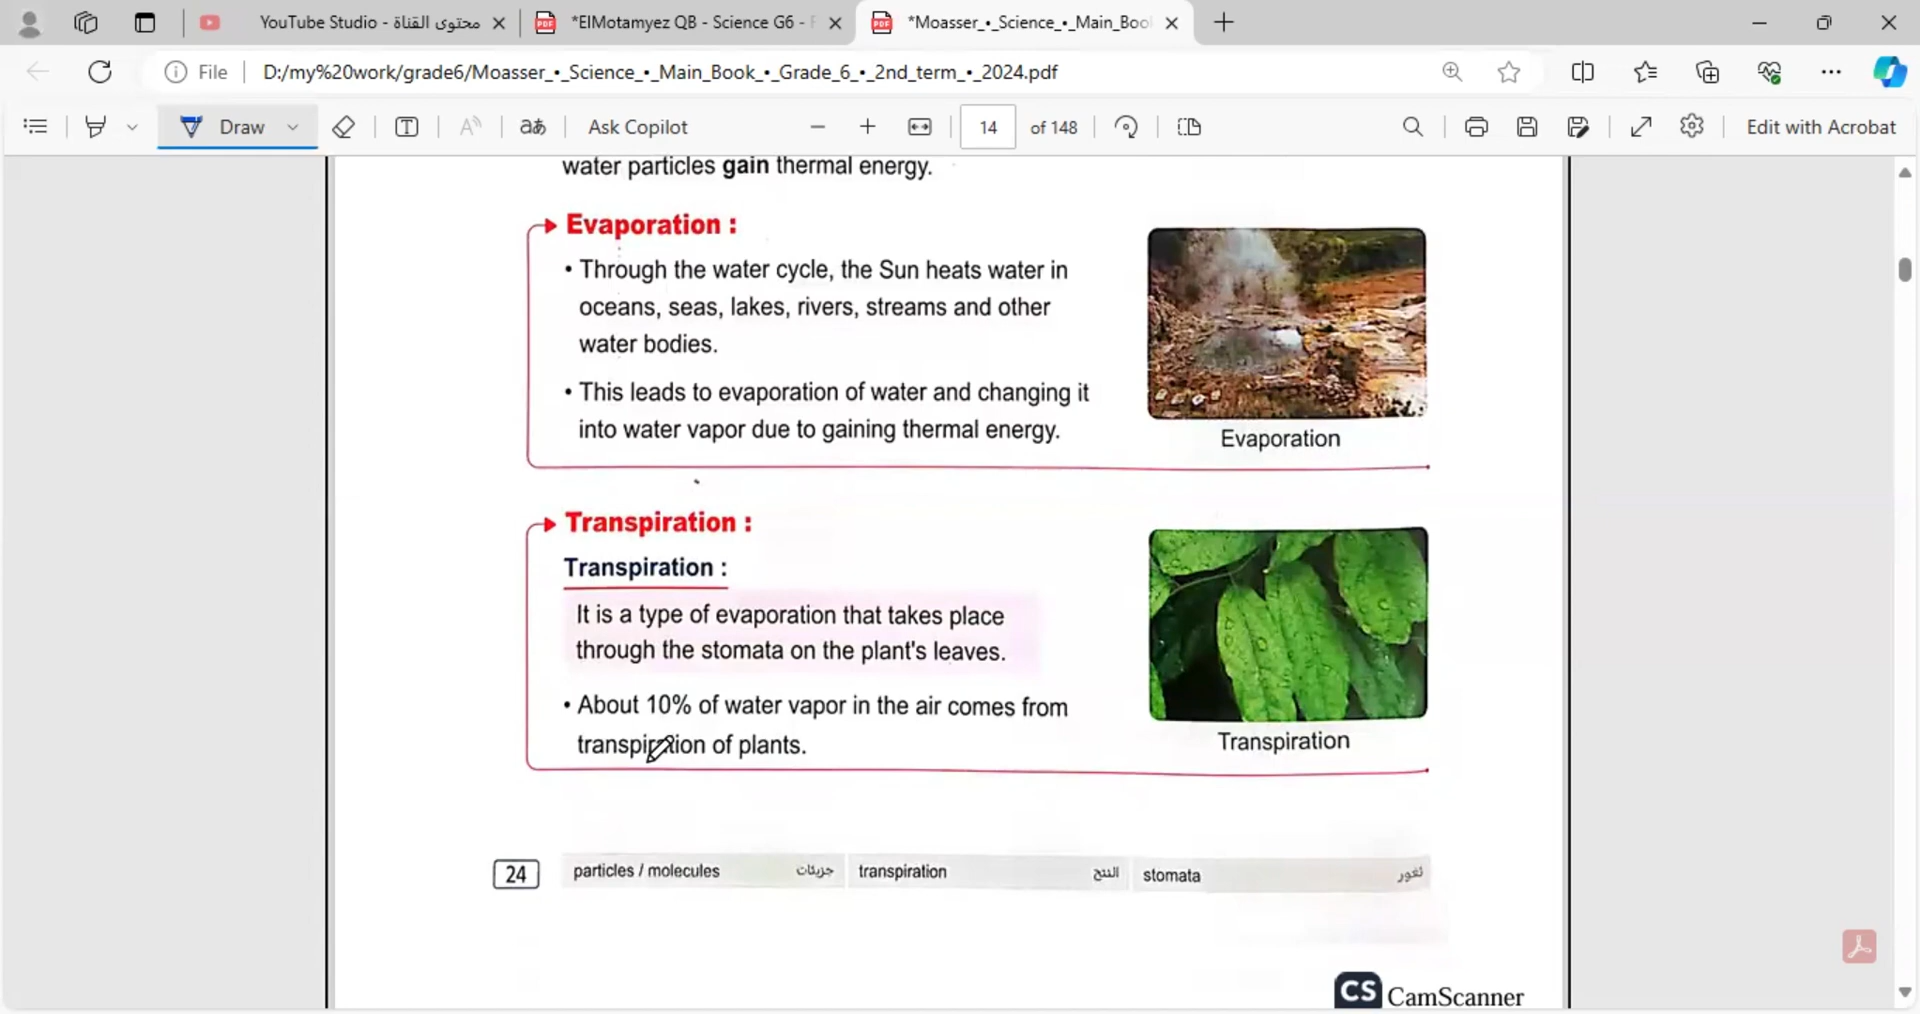 YouTube Studio - محتوى القناة
*ElMotamyez QB - Science G6 - F
*Moasser_•_Science_•_Main_Boo
File
D:/my%20work/grade6/Moasser_•_Science_•_Main_Book_•_Grade_6_•_2nd_term_•_2024.pdf
Draw
Ask Copilot
14 of 148
Edit with Acrobat
water particles gain thermal energy.
Evaporation :
• Through the water cycle, the Sun heats water in
oceans, seas, lakes, rivers, streams and other
water bodies.
• This leads to evaporation of water and changing it
into water vapor due to gaining thermal energy.
Evaporation
Transpiration :
Transpiration :
It is a type of evaporation that takes place
through the stomata on the plant's leaves.
• About 10% of water vapor in the air comes from
transpiration of plants.
Transpiration
24
particles / molecules جزيئات
transpiration النتح
stomata ثغور
CS CamScanner